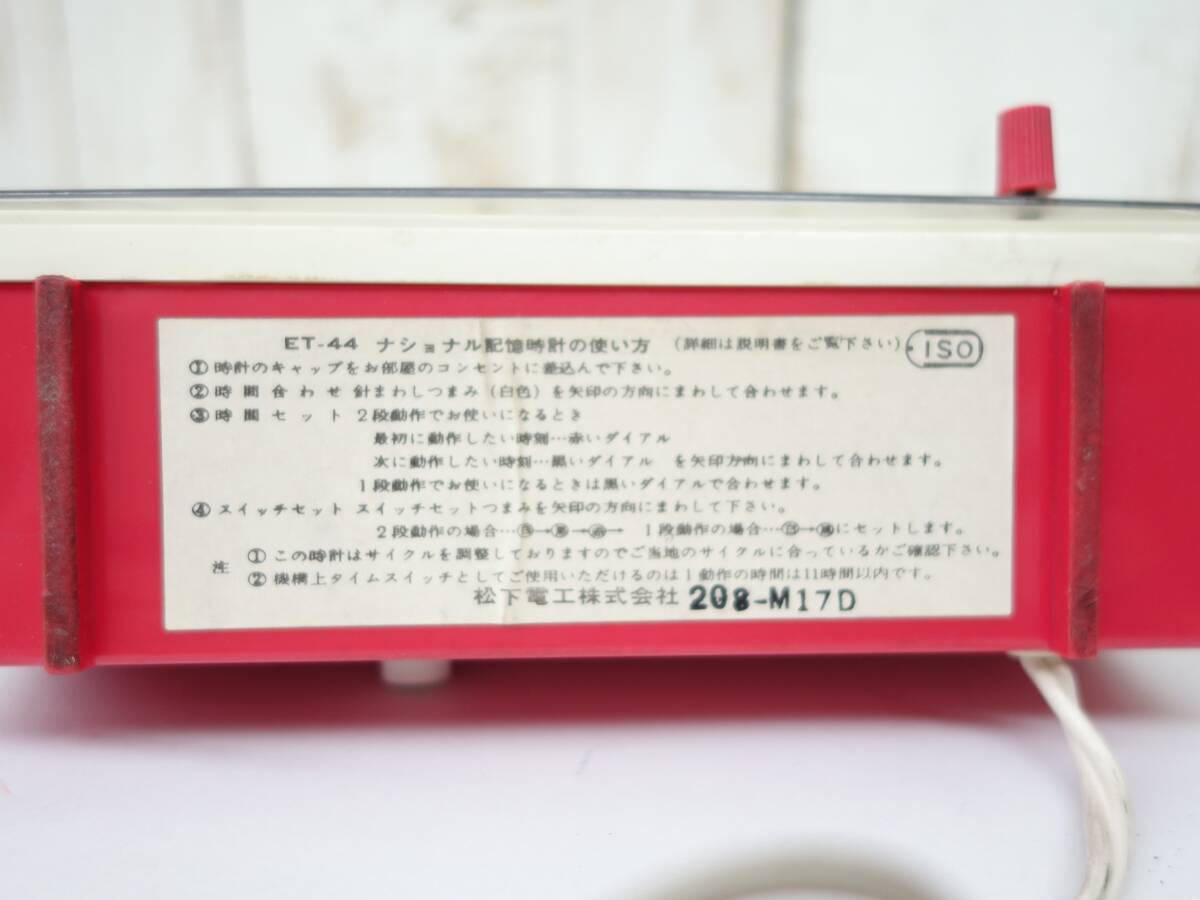 ET-44 ナショナル記憶時計の使い方 (詳細は説明書をご覧下さい) ISO
①時計のキャップをお部屋のコンセントに差込んで下さい。
②時間合わせ 針まわしつまみ(白色)を矢印の方向にまわして合わせます。
③時間セット 2段動作でお使いになるとき
最初に動作したい時刻…赤いダイアル
次に動作したい時刻…黒いダイアル を矢印方向にまわして合わせます。
1段動作でお使いになるときは黒いダイアルで合わせます。
④スイッチセット スイッチセットつまみを矢印の方向にまわして下さい。
2段動作の場合…→→→ 1段動作の場合…→にセットします。
注 ①この時計はサイクルを調整しておりますのでご当地のサイクルに合っているかご確認下さい。
②機構上タイムスイッチとしてご使用いただけるのは1動作の時間は11時間以内です。
松下電工株式会社 208-M17D